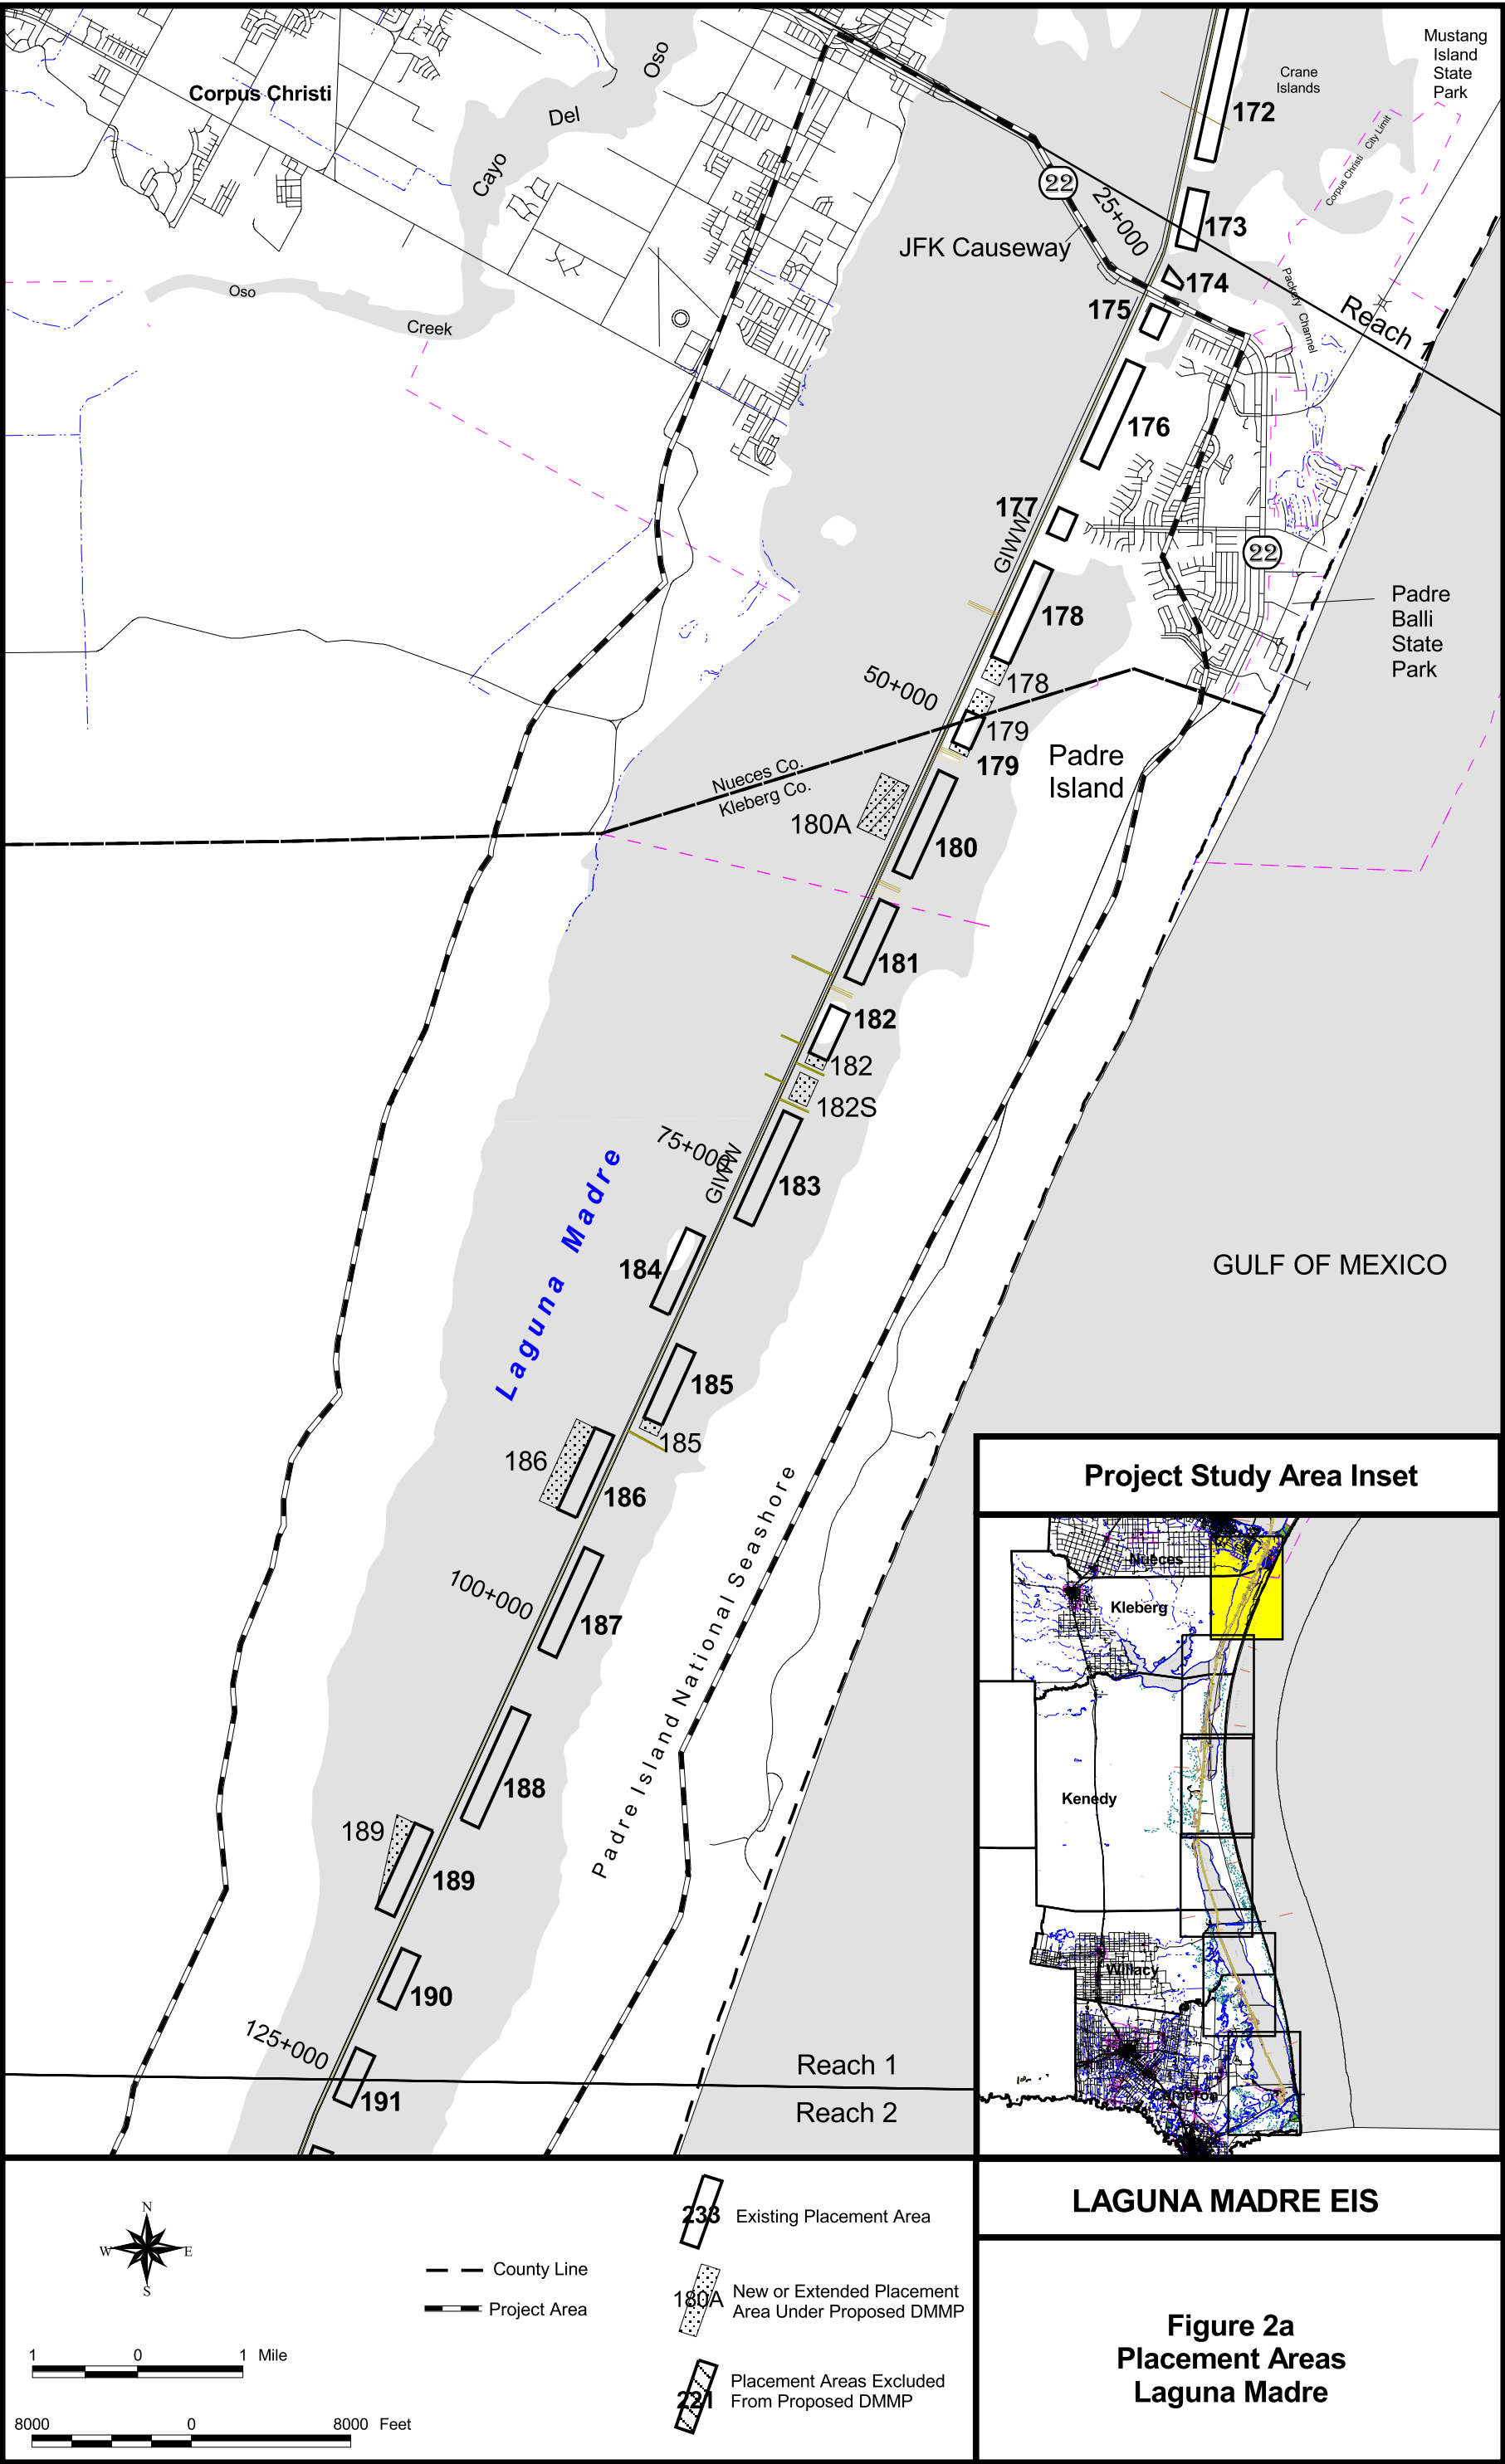 Mustang
Island
State
Park
Crane
Islands
Corpus Christi
Oso
Del
Cayo
172
Corpus Christi City Limit
22
25+000
173
JFK Causeway
174
Packery Channel
Oso
Creek
175
Reach 1
176
177
GIWW
22
Padre
Balli
State
Park
178
178
50+000
179
179
Padre
Island
Nueces Co.
Kleberg Co.
180A
180
181
182
182
182S
75+000
GIWW
183
Laguna Madre
184
GULF OF MEXICO
185
185
186
186
Padre Island National Seashore
100+000
187
188
189
189
190
125+000
191
Reach 1
Reach 2
Project Study Area Inset
Nueces
Kleberg
Kenedy
Willacy
Cameron
N
W
E
S
County Line
Project Area
233
Existing Placement Area
180A
New or Extended Placement
Area Under Proposed DMMP
221
Placement Areas Excluded
From Proposed DMMP
1 0 1 Mile
8000 0 8000 Feet
LAGUNA MADRE EIS
Figure 2a
Placement Areas
Laguna Madre